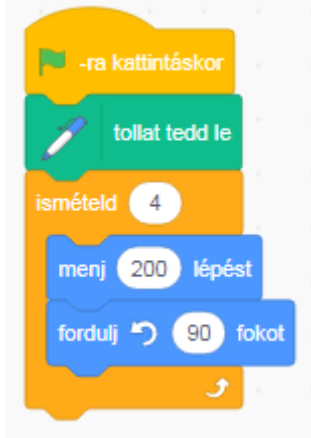 -ra kattintáskor
tollat tedd le
ismételd 4
menj 200 lépést
fordulj 90 fokot